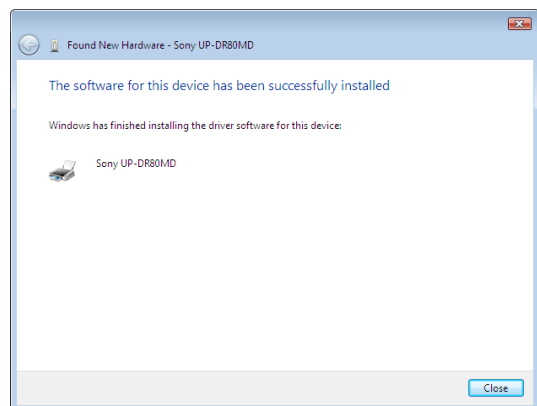 Found New Hardware - Sony UP-DR80MD
The software for this device has been successfully installed
Windows has finished installing the driver software for this device:
Sony UP-DR80MD
Close